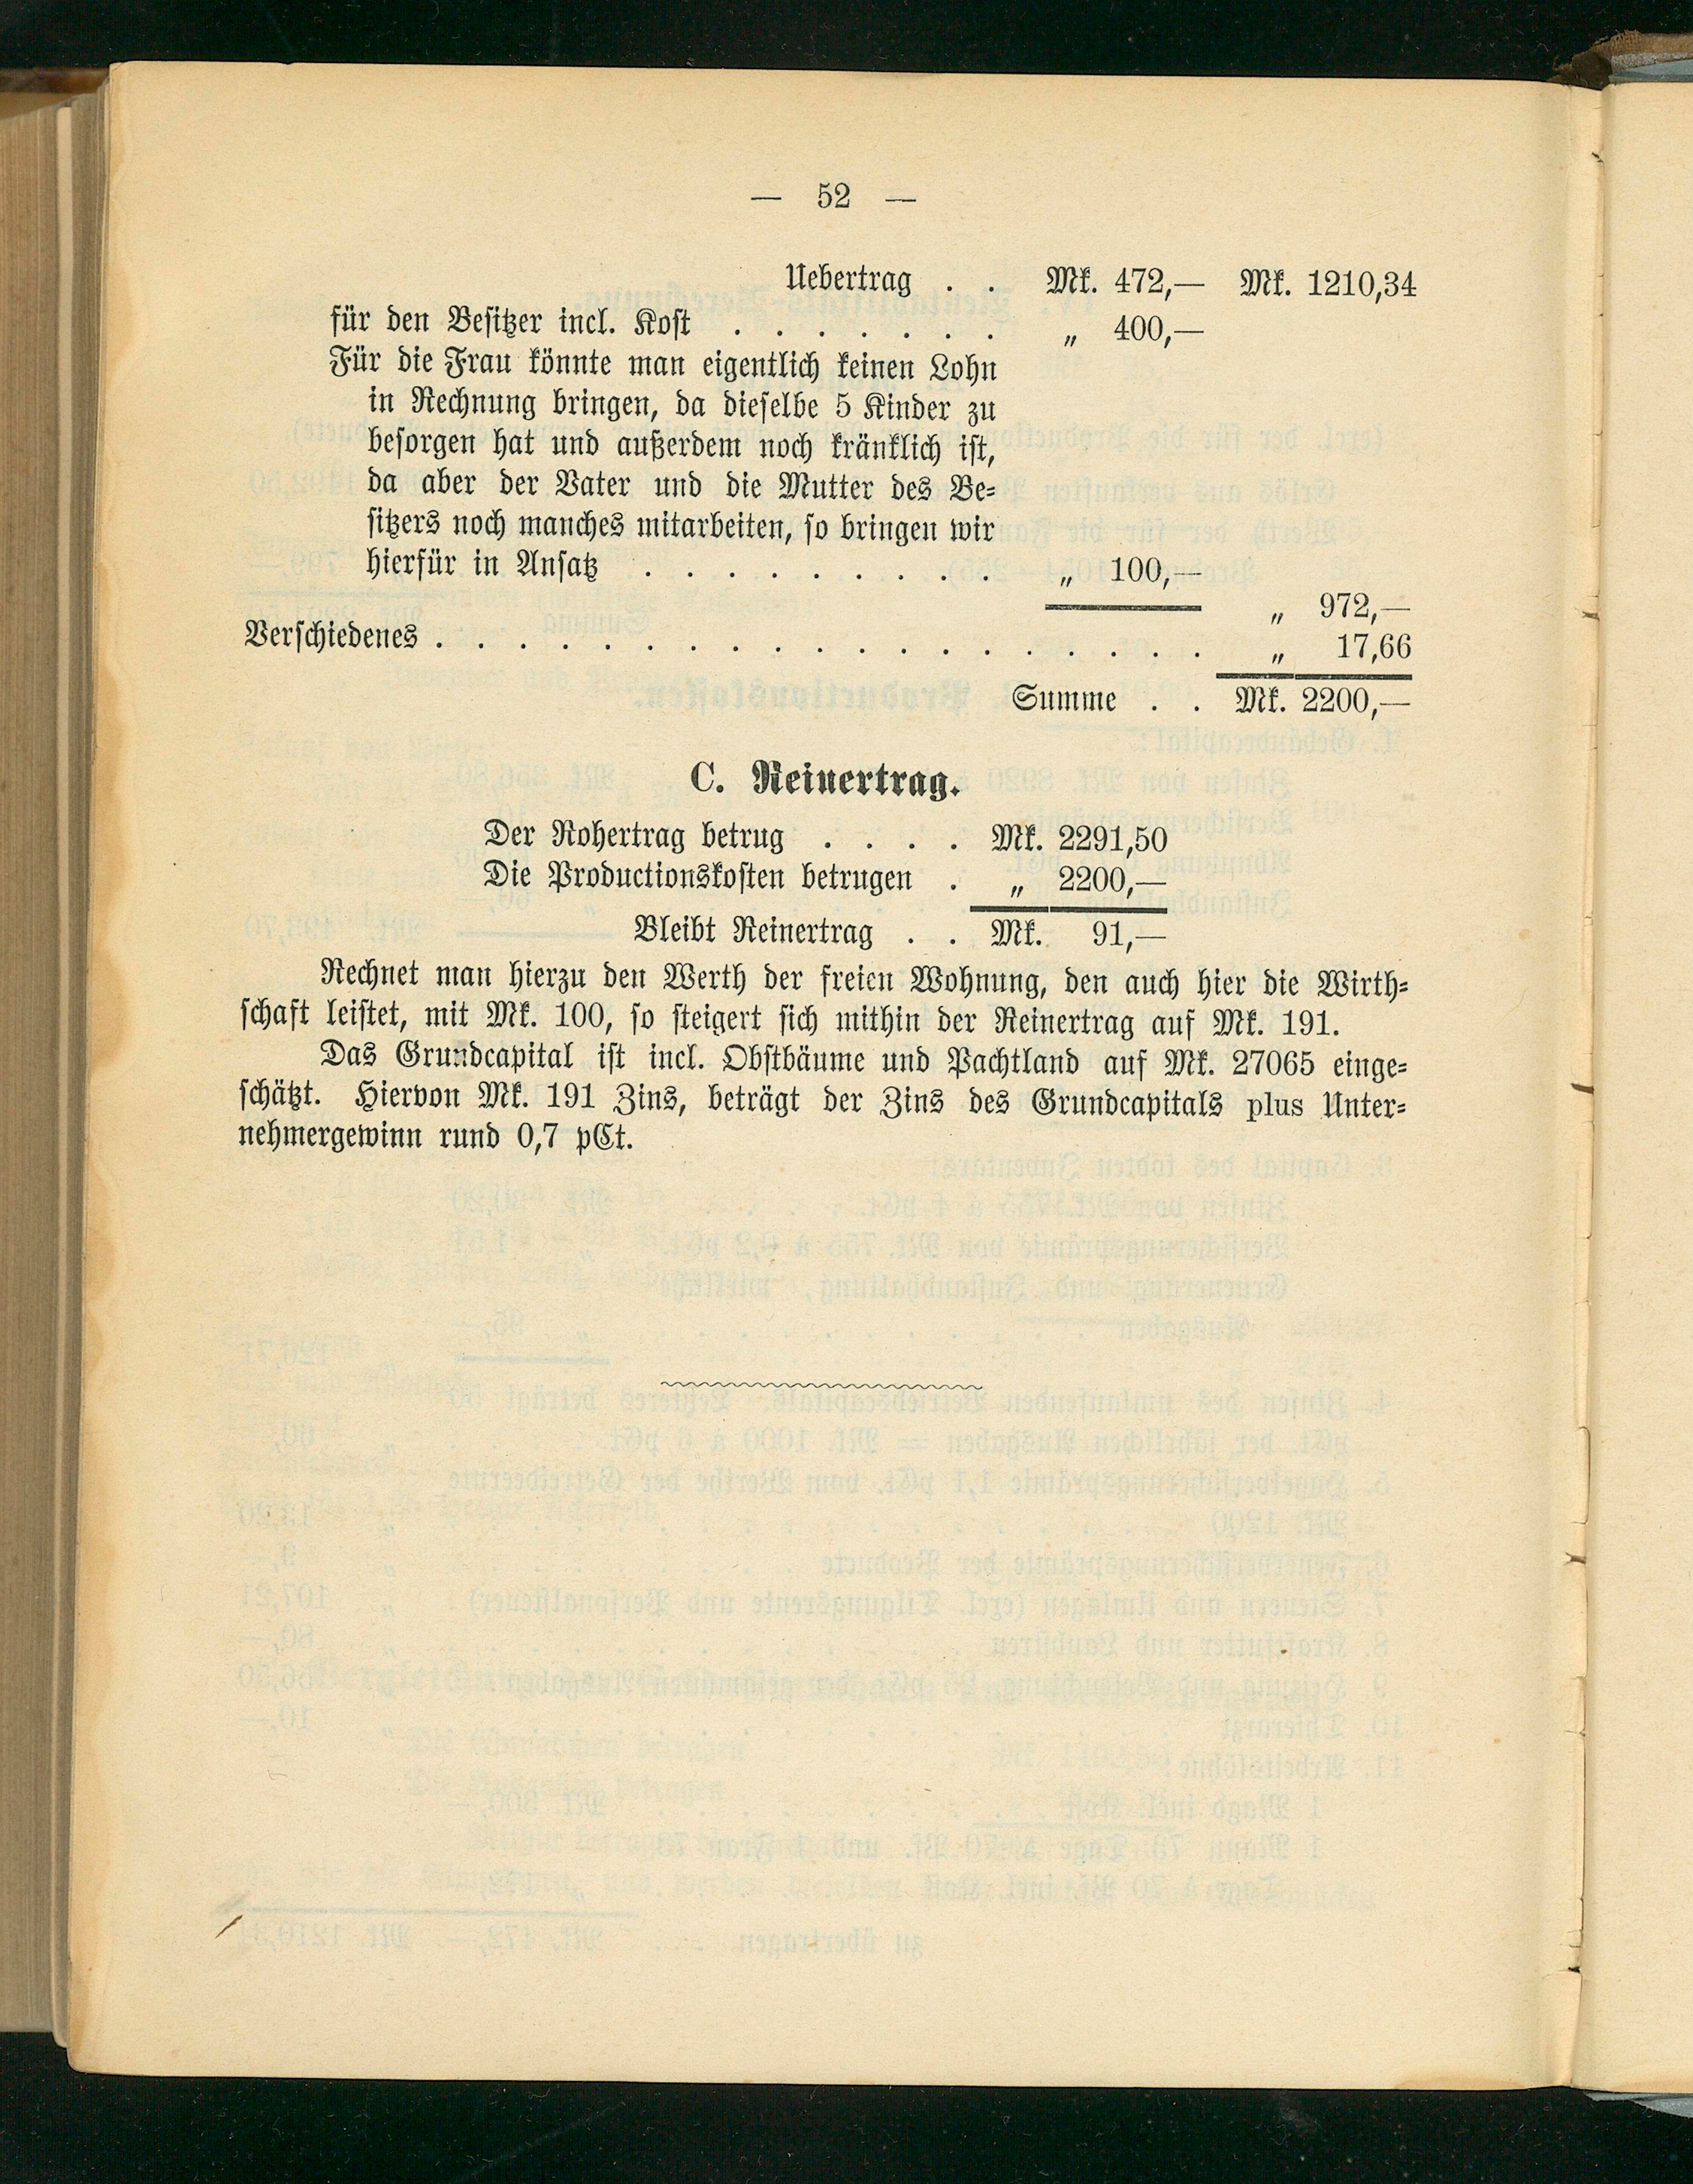 — 52 —
Uebertrag . . Mk. 472,— Mk. 1210,34
für den Besitzer incl. Kost . . . . . . . „ 400,—
Für die Frau könnte man eigentlich keinen Lohn
in Rechnung bringen, da dieselbe 5 Kinder zu
besorgen hat und außerdem noch kränklich ist,
da aber der Vater und die Mutter des Be-
sitzers noch manches mitarbeiten, so bringen wir
hierfür in Ansatz . . . . . . . . . „ 100,—
„ 972,—
Verschiedenes . . . . . . . . . . . . . . . . . . . „ 17,66
Summe . . Mk. 2200,—
C. Reinertrag.
Der Rohertrag betrug . . . . Mk. 2291,50
Die Productionskosten betrugen . „ 2200,—
Bleibt Reinertrag . . Mk. 91,—
Rechnet man hierzu den Werth der freien Wohnung, den auch hier die Wirth-
schaft leistet, mit Mk. 100, so steigert sich mithin der Reinertrag auf Mk. 191.
Das Grundcapital ist incl. Obstbäume und Pachtland auf Mk. 27065 einge-
schätzt. Hiervon Mk. 191 Zins, beträgt der Zins des Grundcapitals plus Unter-
nehmergewinn rund 0,7 pCt.